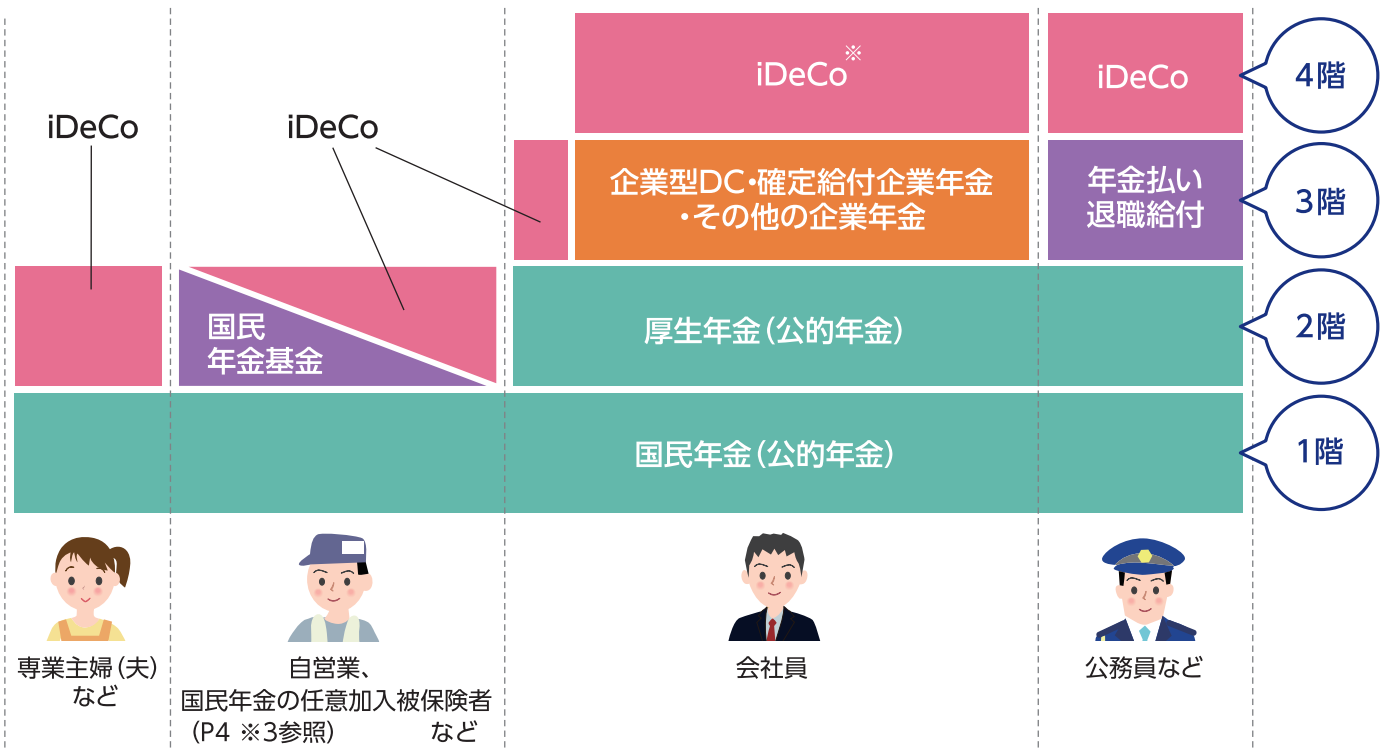 iDeCo※
iDeCo
4階
iDeCo
iDeCo
企業型DC・確定給付企業年金
・その他の企業年金
年金払い
退職給付
3階
国民
年金基金
厚生年金（公的年金）
2階
国民年金（公的年金）
1階
専業主婦（夫）
など
自営業、
国民年金の任意加入被保険者
（P4 ※3参照） など
会社員
公務員など